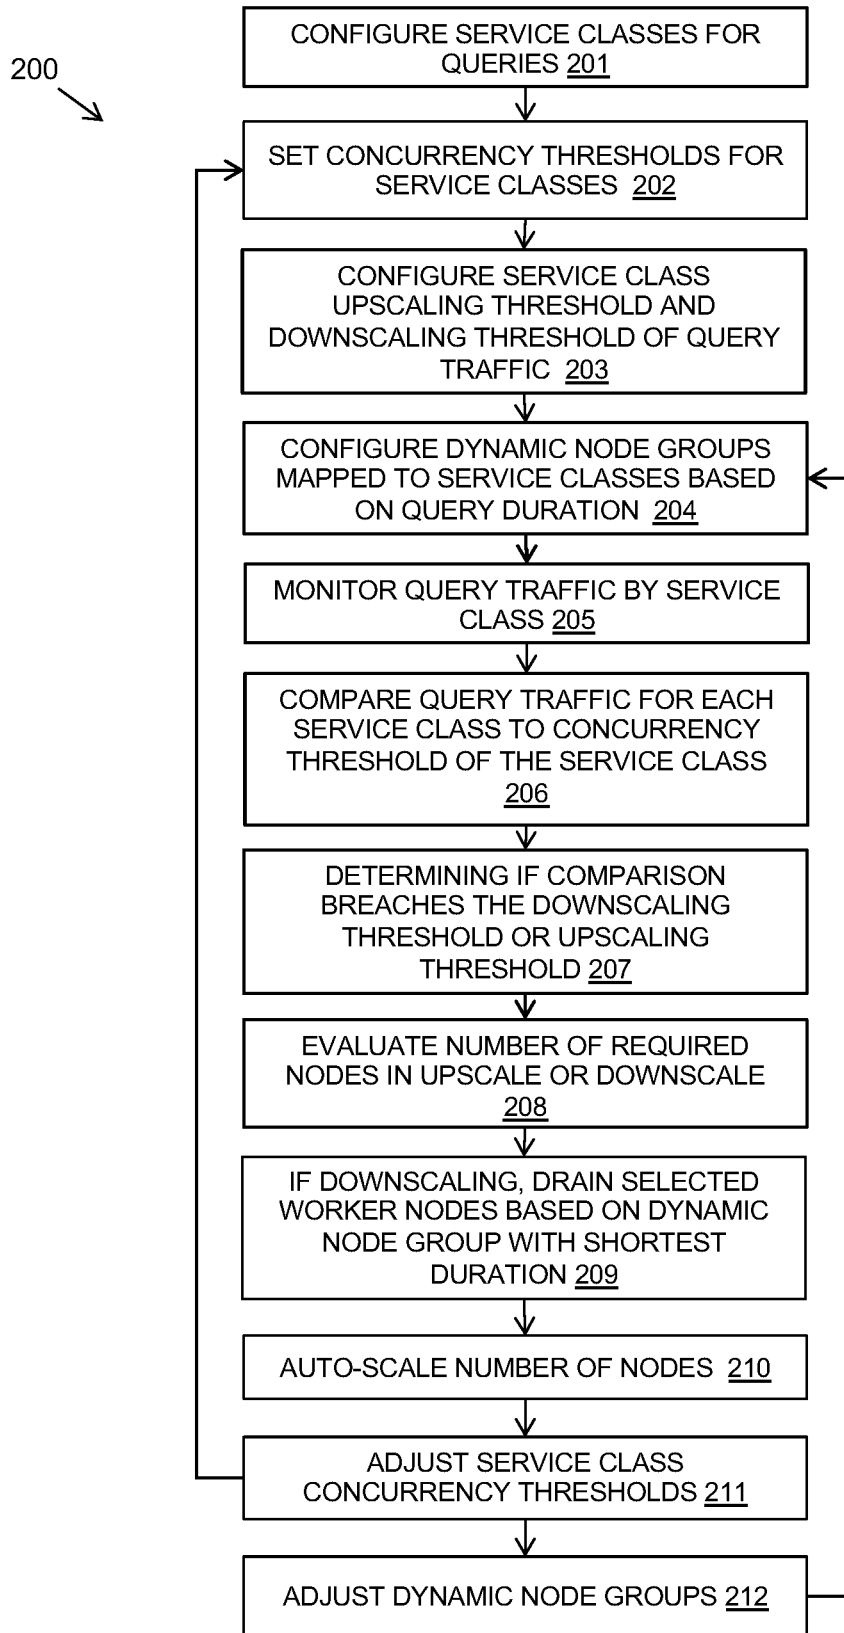 CONFIGURE SERVICE CLASSES FOR
QUERIES 201
200
SET CONCURRENCY THRESHOLDS FOR
SERVICE CLASSES 202
CONFIGURE SERVICE CLASS
UPSCALING THRESHOLD AND
DOWNSCALING THRESHOLD OF QUERY
TRAFFIC 203
CONFIGURE DYNAMIC NODE GROUPS
MAPPED TO SERVICE CLASSES BASED
ON QUERY DURATION 204
MONITOR QUERY TRAFFIC BY SERVICE
CLASS 205
COMPARE QUERY TRAFFIC FOR EACH
SERVICE CLASS TO CONCURRENCY
THRESHOLD OF THE SERVICE CLASS
206
DETERMINING IF COMPARISON
BREACHES THE DOWNSCALING
THRESHOLD OR UPSCALING
THRESHOLD 207
EVALUATE NUMBER OF REQUIRED
NODES IN UPSCALE OR DOWNSCALE
208
IF DOWNSCALING, DRAIN SELECTED
WORKER NODES BASED ON DYNAMIC
NODE GROUP WITH SHORTEST
DURATION 209
AUTO-SCALE NUMBER OF NODES 210
ADJUST SERVICE CLASS
CONCURRENCY THRESHOLDS 211
ADJUST DYNAMIC NODE GROUPS 212